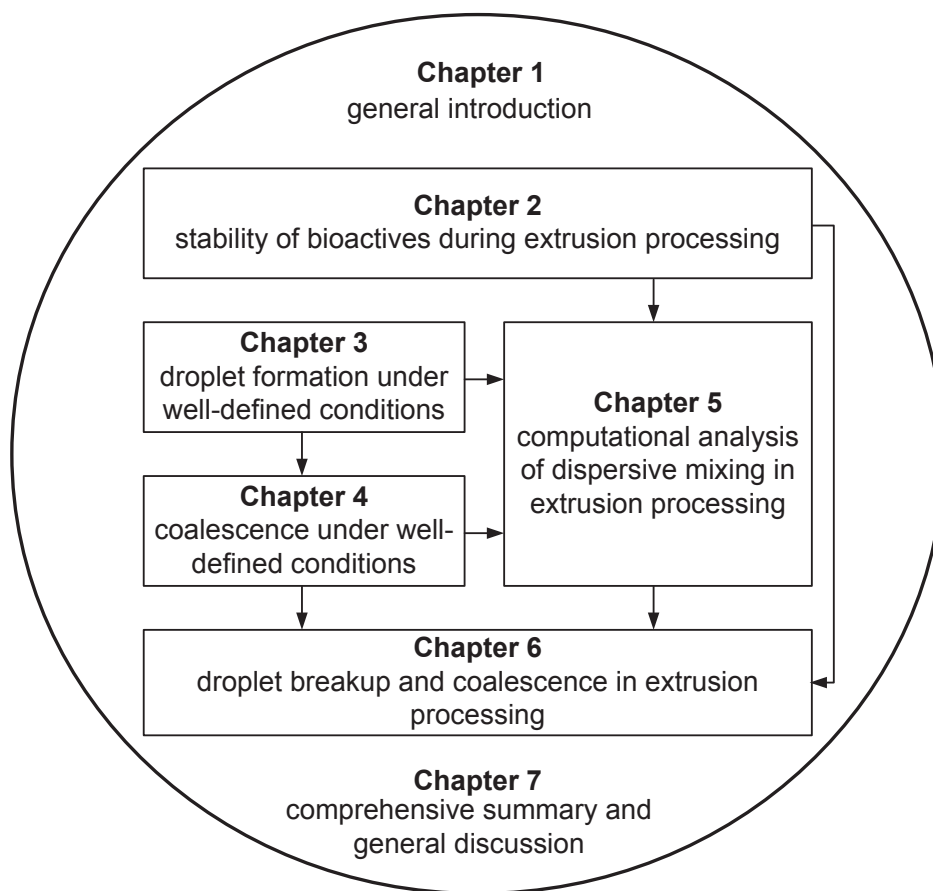 Chapter 1
general introduction
Chapter 2
stability of bioactives during extrusion processing
Chapter 3
droplet formation under
well-defined conditions
Chapter 4
coalescence under well-
defined conditions
Chapter 5
computational analysis
of dispersive mixing in
extrusion processing
Chapter 6
droplet breakup and coalescence in extrusion
processing
Chapter 7
comprehensive summary and
general discussion